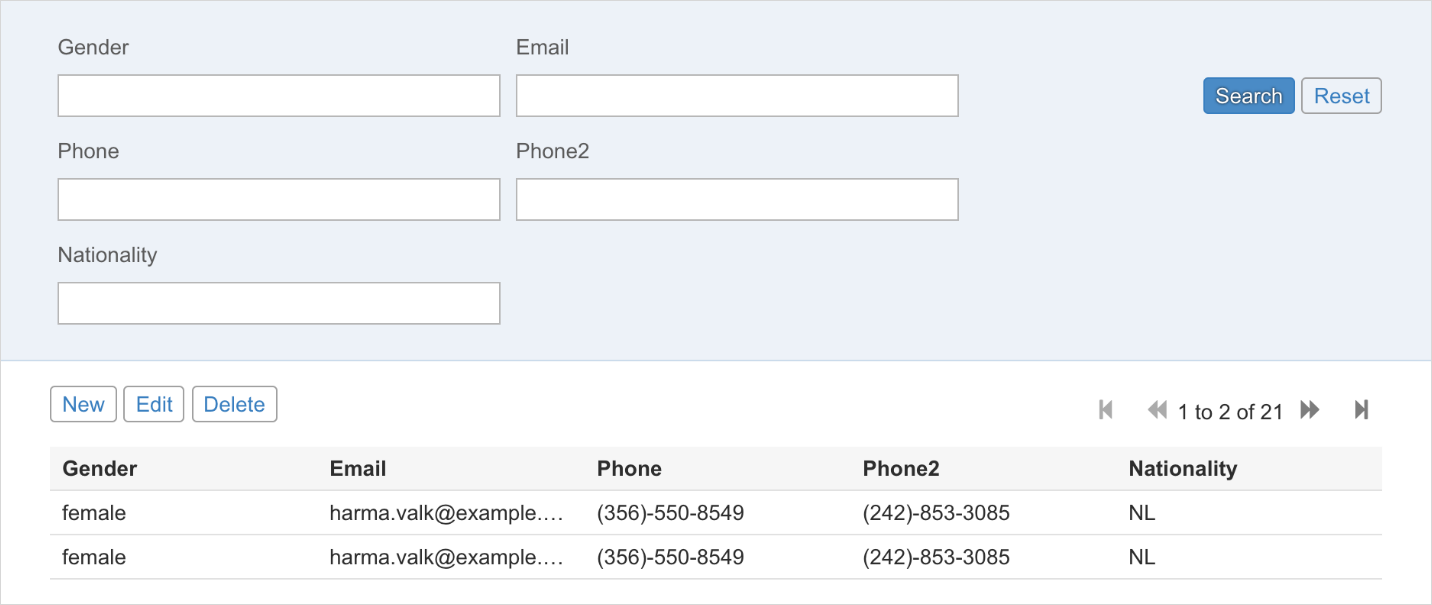 Gender Email
Search Reset
Phone Phone2
Nationality
New Edit Delete
1 to 2 of 21
Gender Email Phone Phone2 Nationality
female harma.valk@example.… (356)-550-8549 (242)-853-3085 NL
female harma.valk@example.… (356)-550-8549 (242)-853-3085 NL